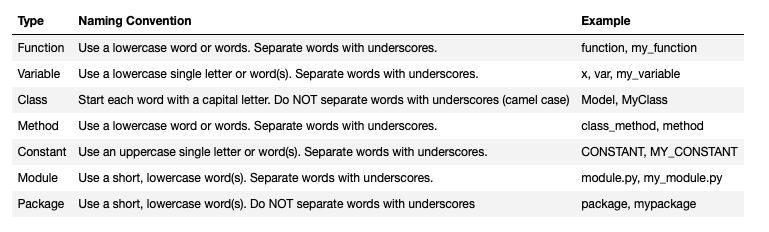 Type Naming Convention Example
Function Use a lowercase word or words. Separate words with underscores. function, my_function
Variable Use a lowercase single letter or word(s). Separate words with underscores. x, var, my_variable
Class Start each word with a capital letter. Do NOT separate words with underscores (camel case) Model, MyClass
Method Use a lowercase word or words. Separate words with underscores. class_method, method
Constant Use an uppercase single letter or word(s). Separate words with underscores. CONSTANT, MY_CONSTANT
Module Use a short, lowercase word(s). Separate words with underscores. module.py, my_module.py
Package Use a short, lowercase word(s). Do NOT separate words with underscores package, mypackage